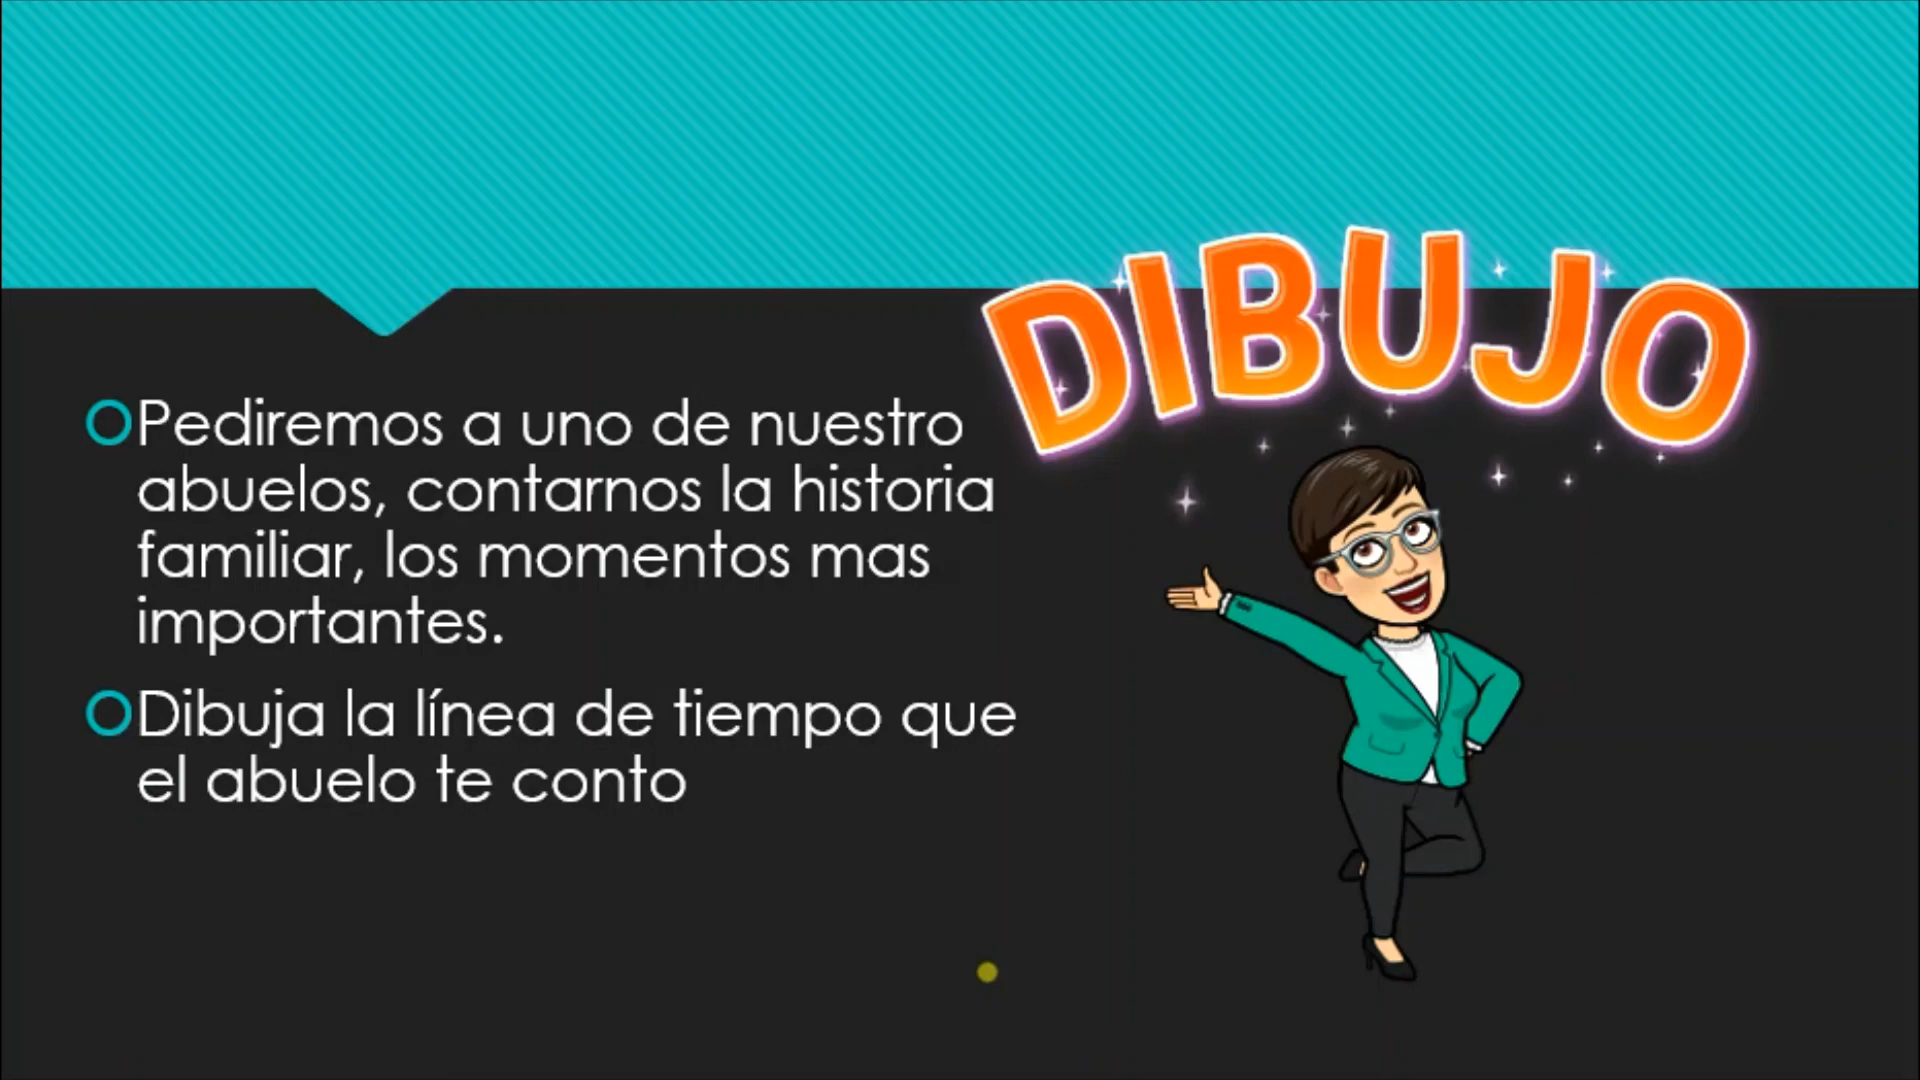 DIBUJO
Pediremos a uno de nuestro
abuelos, contarnos la historia
familiar, los momentos mas
importantes.
Dibuja la línea de tiempo que
el abuelo te conto